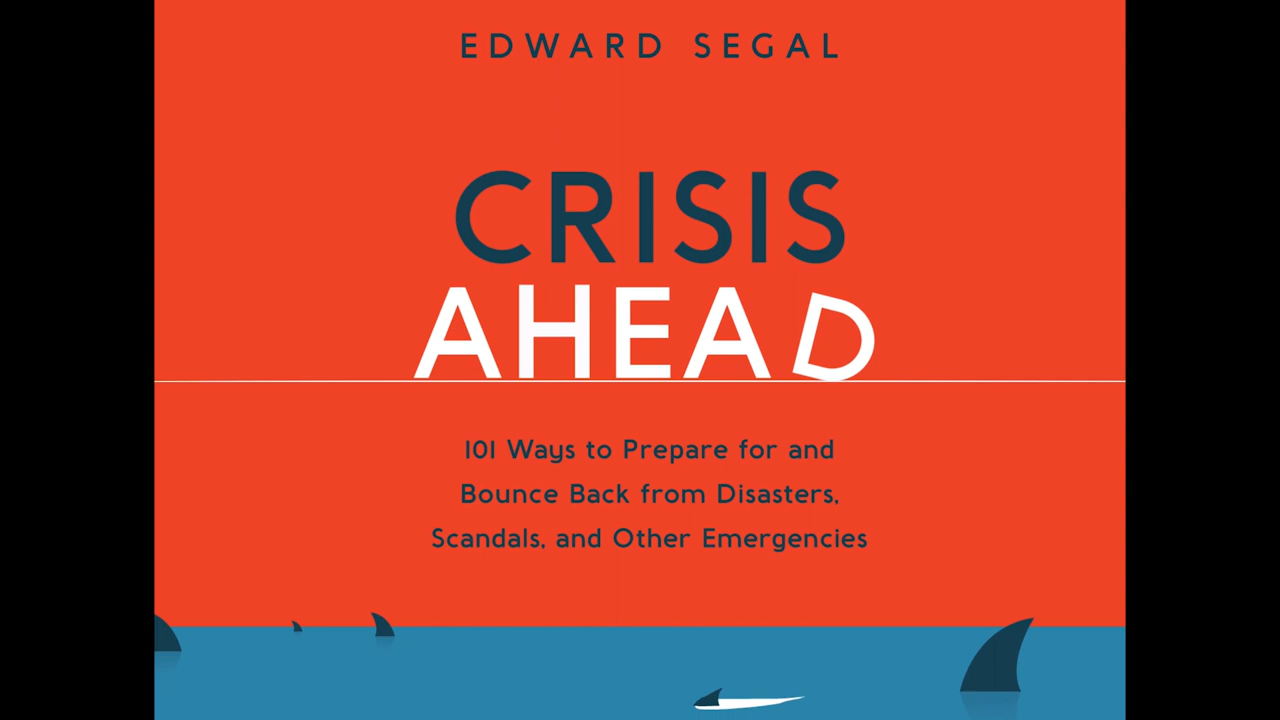 EDWARD SEGAL
CRISIS
AHEAD
101 Ways to Prepare for and
Bounce Back from Disasters,
Scandals, and Other Emergencies